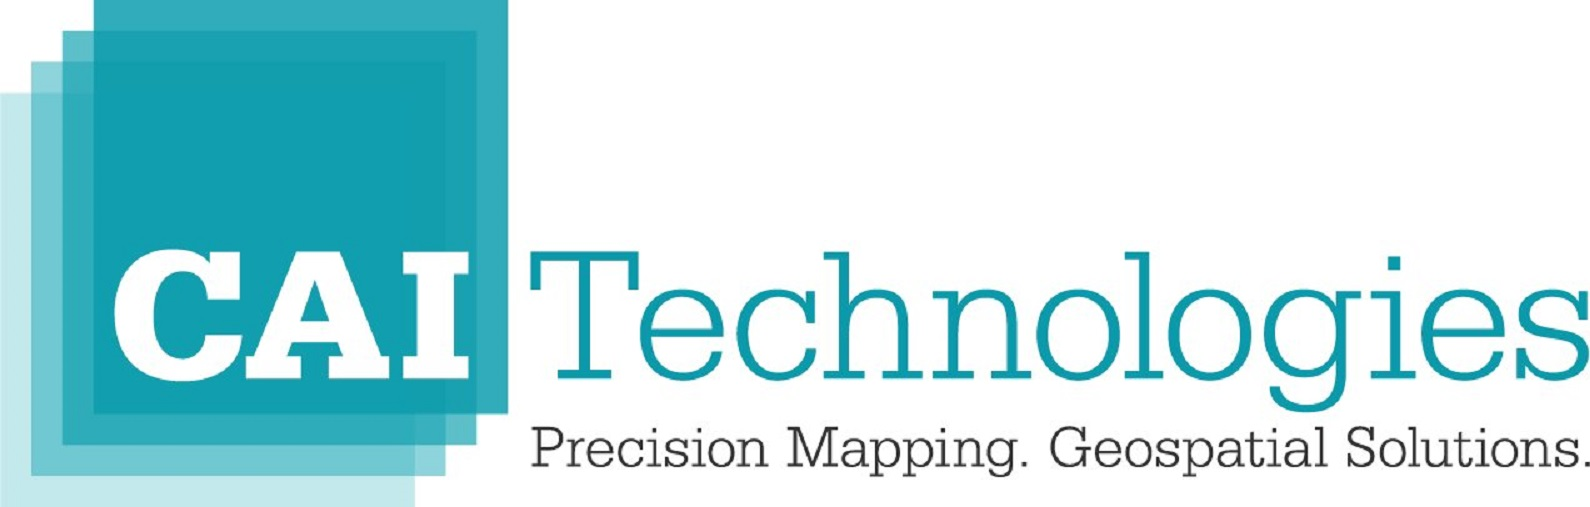 CAI Technologies
Precision Mapping. Geospatial Solutions.